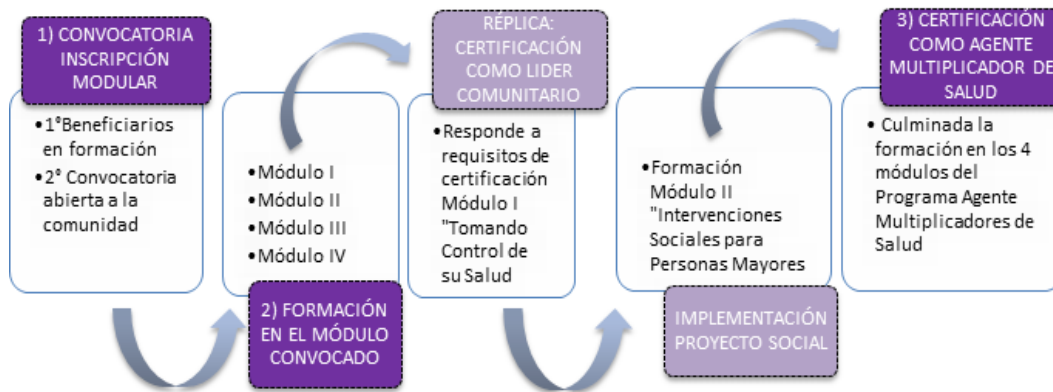 1) CONVOCATORIA
INSCRIPCIÓN
MODULAR
•1°Beneficiarios
en formación
•2° Convocatoria
abierta a la
comunidad
•Módulo I
•Módulo II
•Módulo III
•Módulo IV
2) FORMACIÓN
EN EL MÓDULO
CONVOCADO
RÉPLICA:
CERTIFICACIÓN
COMO LIDER
COMUNITARIO
•Responde a
requisitos de
certificación
Módulo I
"Tomando
Control de
su Salud
•Formación
Módulo II
"Intervenciones
Sociales para
Personas Mayores
IMPLEMENTACIÓN
PROYECTO SOCIAL
3) CERTIFICACIÓN
COMO AGENTE
MULTIPLICADOR DE
SALUD
• Culminada la
formación en los 4
módulos del
Programa Agente
Multiplicadores de
Salud